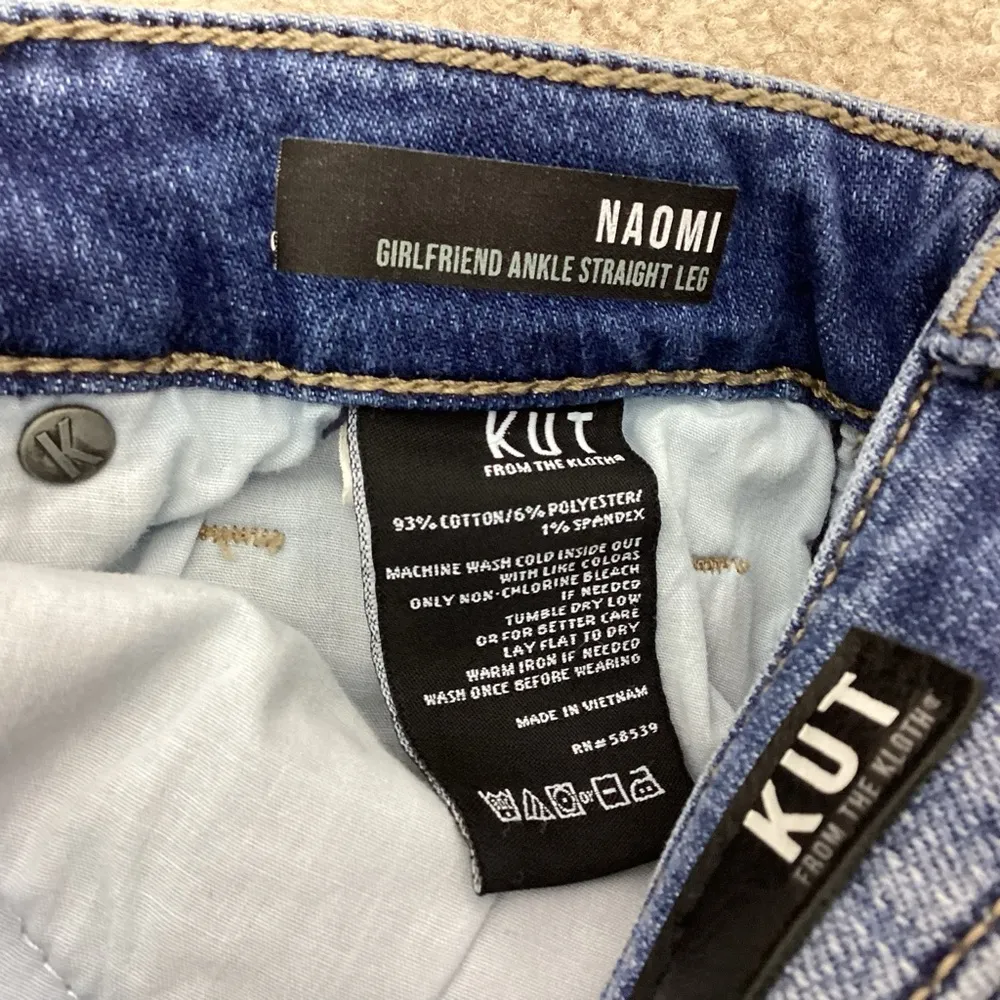 NAOMI
GIRLFRIEND ANKLE STRAIGHT LEG
K
KUT
FROM THE KLOTH®
93% COTTON/6% POLYESTER/
1% SPANDEX
MACHINE WASH COLD INSIDE OUT
WITH LIKE COLORS
ONLY NON-CHLORINE BLEACH
IF NEEDED
TUMBLE DRY LOW
OR FOR BETTER CARE
LAY FLAT TO DRY
WARM IRON IF NEEDED
WASH ONCE BEFORE WEARING
MADE IN VIETNAM
RN# 58539
or
KUT
FROM THE KLOTH®